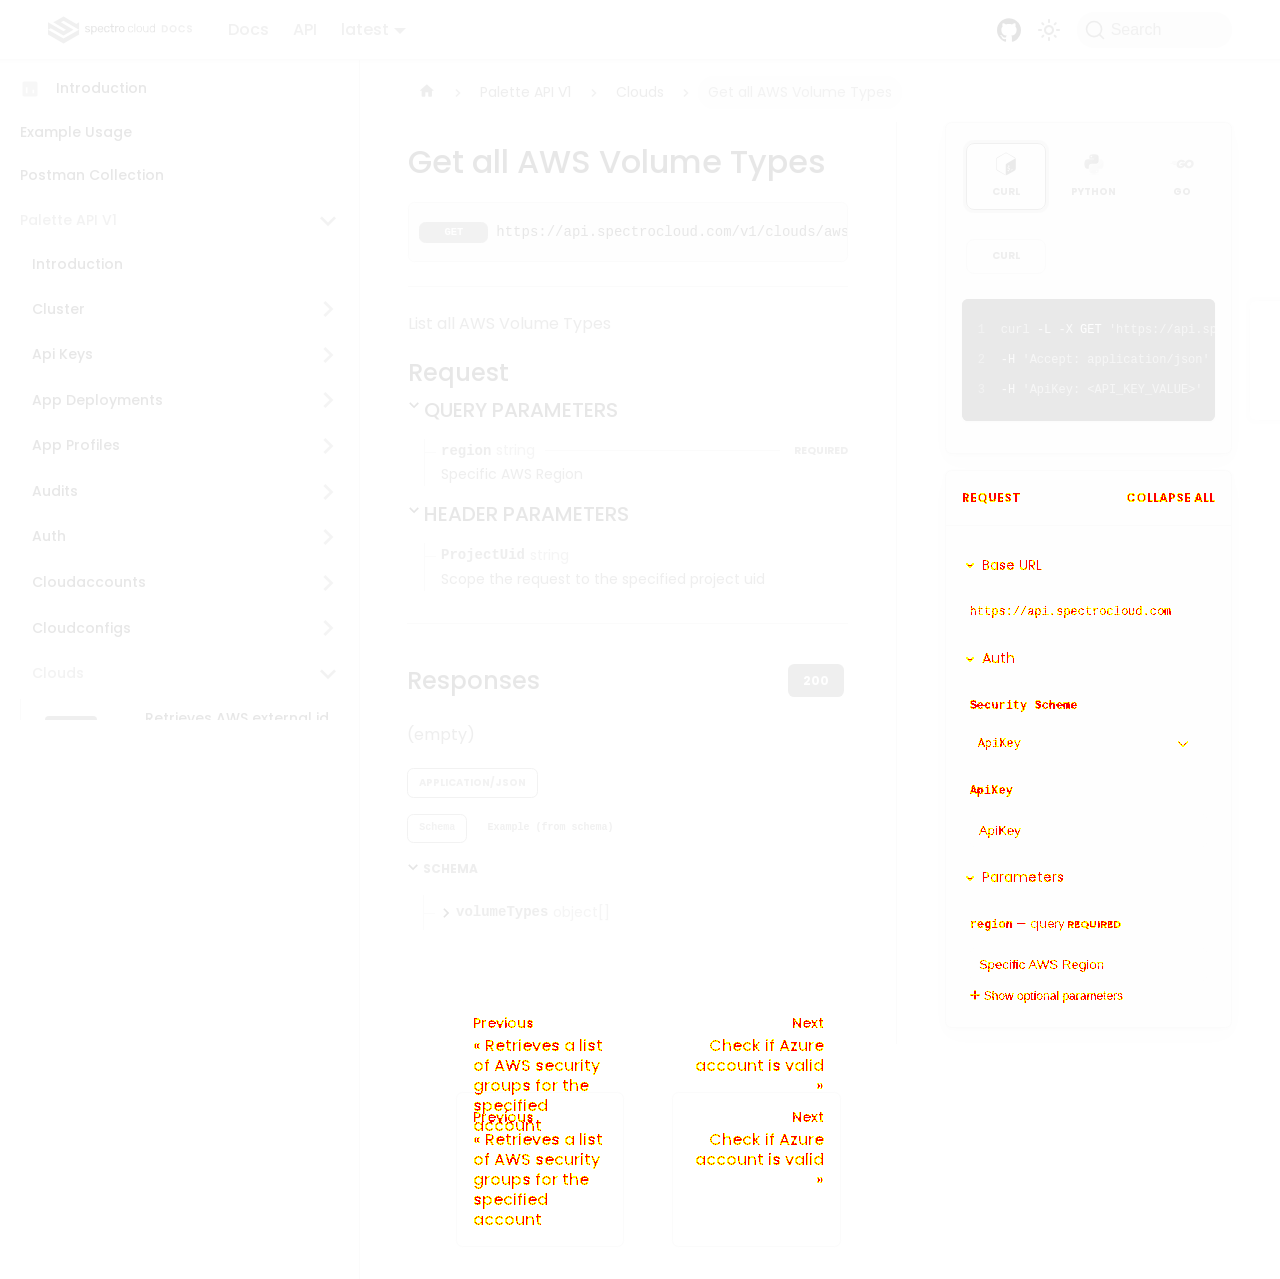 spectro cloud DOCS
Docs
API
latest
Search
Introduction
Example Usage
Postman Collection
Palette API V1
Introduction
Cluster
Api Keys
App Deployments
App Profiles
Audits
Auth
Cloudaccounts
Cloudconfigs
Clouds
Retrieves AWS external id
Palette API V1
Clouds
Get all AWS Volume Types
Get all AWS Volume Types
GET
https://api.spectrocloud.com/v1/clouds/aws
List all AWS Volume Types
Request
QUERY PARAMETERS
region string
REQUIRED
Specific AWS Region
HEADER PARAMETERS
ProjectUid string
Scope the request to the specified project uid
Responses
200
(empty)
APPLICATION/JSON
Schema
Example (from schema)
SCHEMA
volumeTypes object[]
Previous
« Retrieves a list
of AWS security
groups for the
specified
account
Next
Check if Azure
account is valid
»
Previous
« Retrieves a list
of AWS security
groups for the
specified
account
Next
Check if Azure
account is valid
»
CURL
PYTHON
GO
CURL
1 curl -L -X GET 'https://api.sp
2 -H 'Accept: application/json'
3 -H 'ApiKey: <API_KEY_VALUE>'
REQUEST
COLLAPSE ALL
Base URL
https://api.spectrocloud.com
Auth
Security Scheme
ApiKey
ApiKey
ApiKey
Parameters
region — query REQUIRED
Specific AWS Region
Show optional parameters